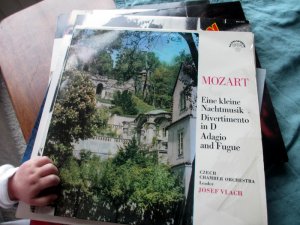 MOZART
Eine kleine
Nachtmusik
Divertimento
in D
Adagio
and Fugue
CZECH
CHAMBER ORCHESTRA
Leader
JOSEF VLACH